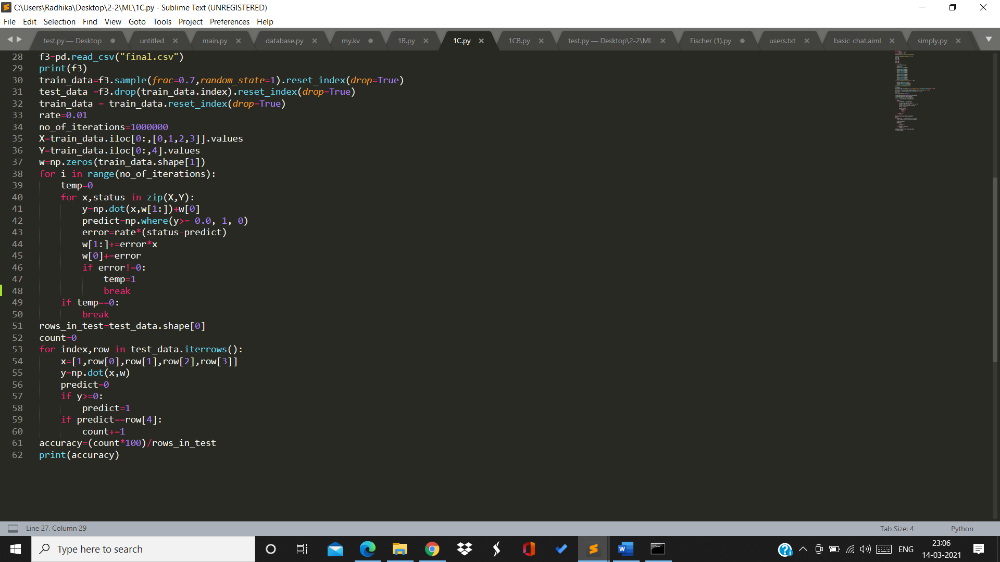 C:\Users\Radhika\Desktop\2-2\ML\1C.py - Sublime Text (UNREGISTERED)
File Edit Selection Find View Goto Tools Project Preferences Help
test.py — Desktop untitled main.py database.py my.kv 1B.py 1C.py 1CB.py test.py — Desktop\2-2\ML Fischer (1).py users.txt basic_chat.aiml simply.py
28 f3=pd.read_csv("final.csv")
29 print(f3)
30 train_data=f3.sample(frac=0.7,random_state=1).reset_index(drop=True)
31 test_data =f3.drop(train_data.index).reset_index(drop=True)
32 train_data = train_data.reset_index(drop=True)
33 rate=0.01
34 no_of_iterations=1000000
35 X=train_data.iloc[0:,[0,1,2,3]].values
36 Y=train_data.iloc[0:,4].values
37 w=np.zeros(train_data.shape[1])
38 for i in range(no_of_iterations):
39     temp=0
40     for x,status in zip(X,Y):
41         y=np.dot(x,w[1:])+w[0]
42         predict=np.where(y>= 0.0, 1, 0)
43         error=rate*(status-predict)
44         w[1:]+=error*x
45         w[0]+=error
46         if error!=0:
47             temp=1
48             break
49     if temp==0:
50         break
51 rows_in_test=test_data.shape[0]
52 count=0
53 for index,row in test_data.iterrows():
54     x=[1,row[0],row[1],row[2],row[3]]
55     y=np.dot(x,w)
56     predict=0
57     if y>=0:
58         predict=1
59     if predict==row[4]:
60         count+=1
61 accuracy=(count*100)/rows_in_test
62 print(accuracy)
Line 27, Column 29 Tab Size: 4 Python
Type here to search ENG 23:06
14-03-2021